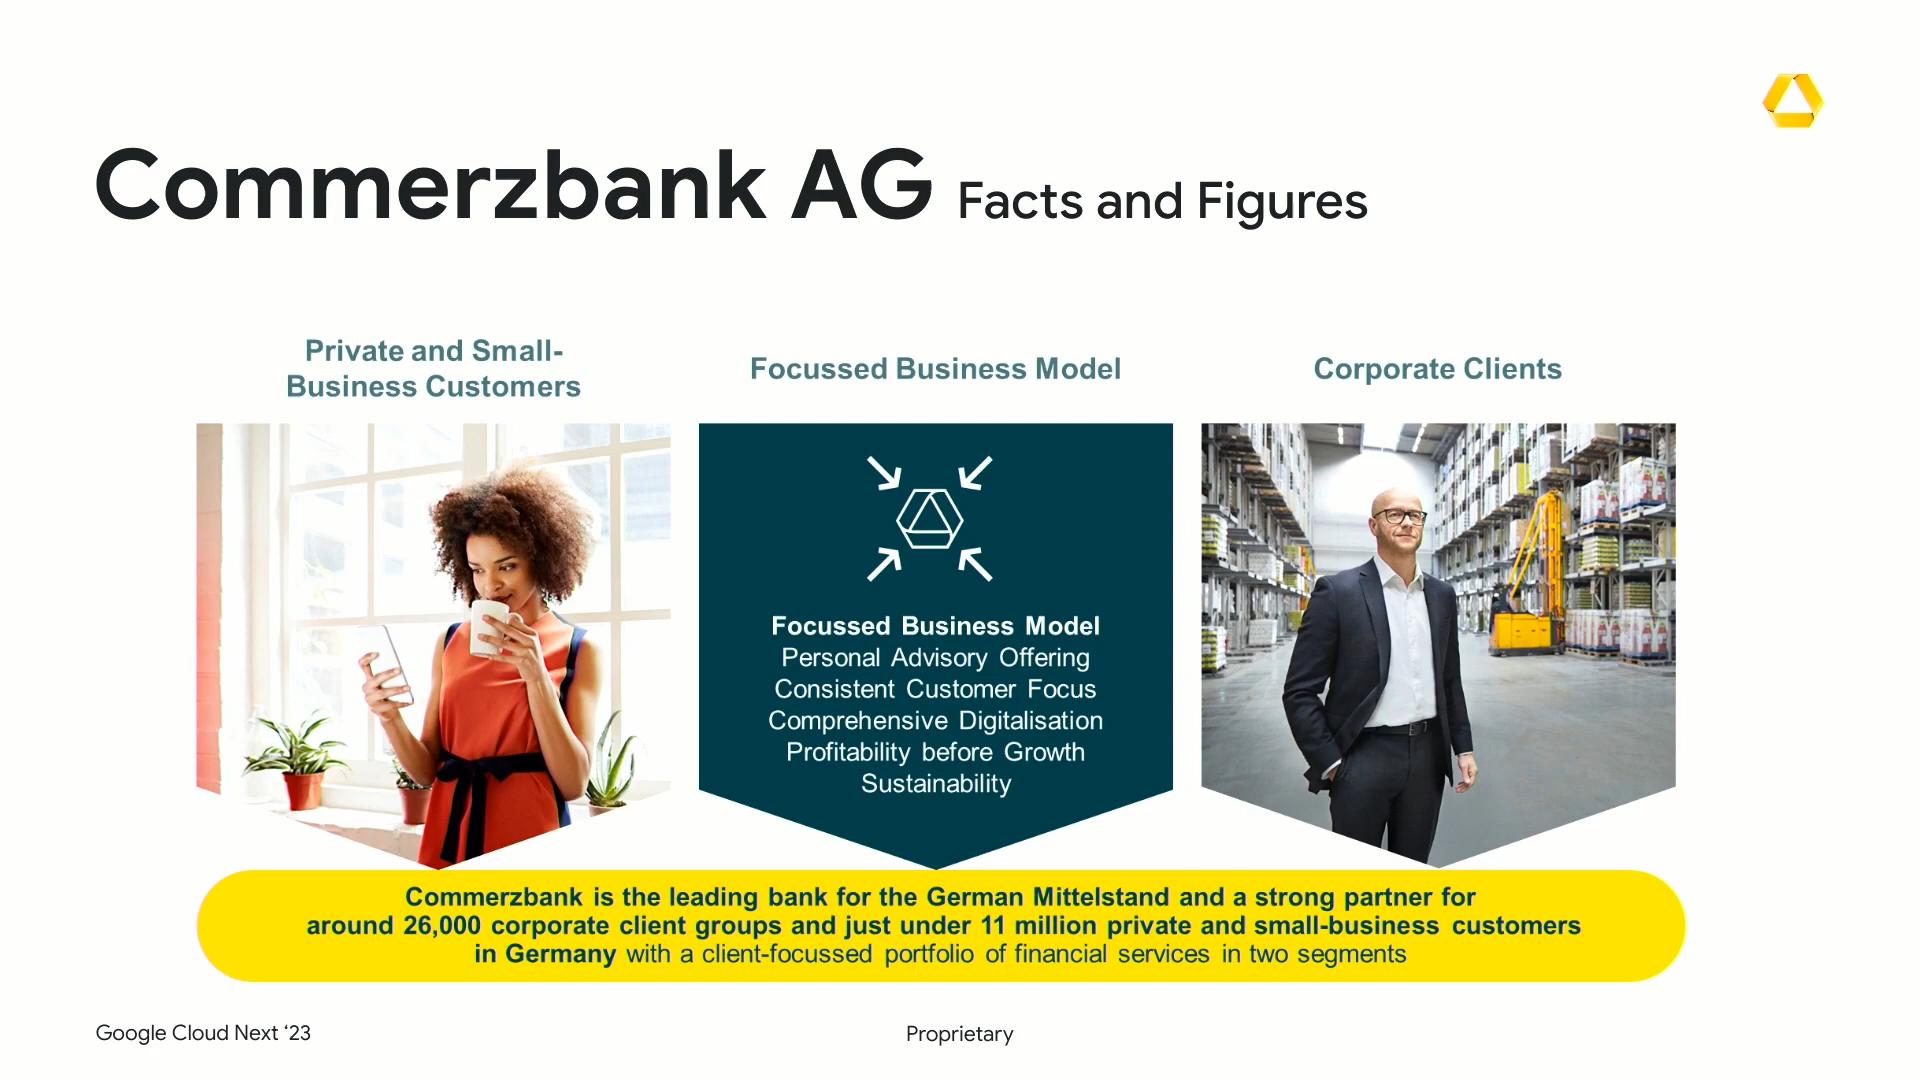 Commerzbank AG Facts and Figures
Private and Small-
Business Customers
Focussed Business Model
Corporate Clients
Focussed Business Model
Personal Advisory Offering
Consistent Customer Focus
Comprehensive Digitalisation
Profitability before Growth
Sustainability
Commerzbank is the leading bank for the German Mittelstand and a strong partner for
around 26,000 corporate client groups and just under 11 million private and small-business customers
in Germany with a client-focussed portfolio of financial services in two segments
Google Cloud Next ‘23
Proprietary